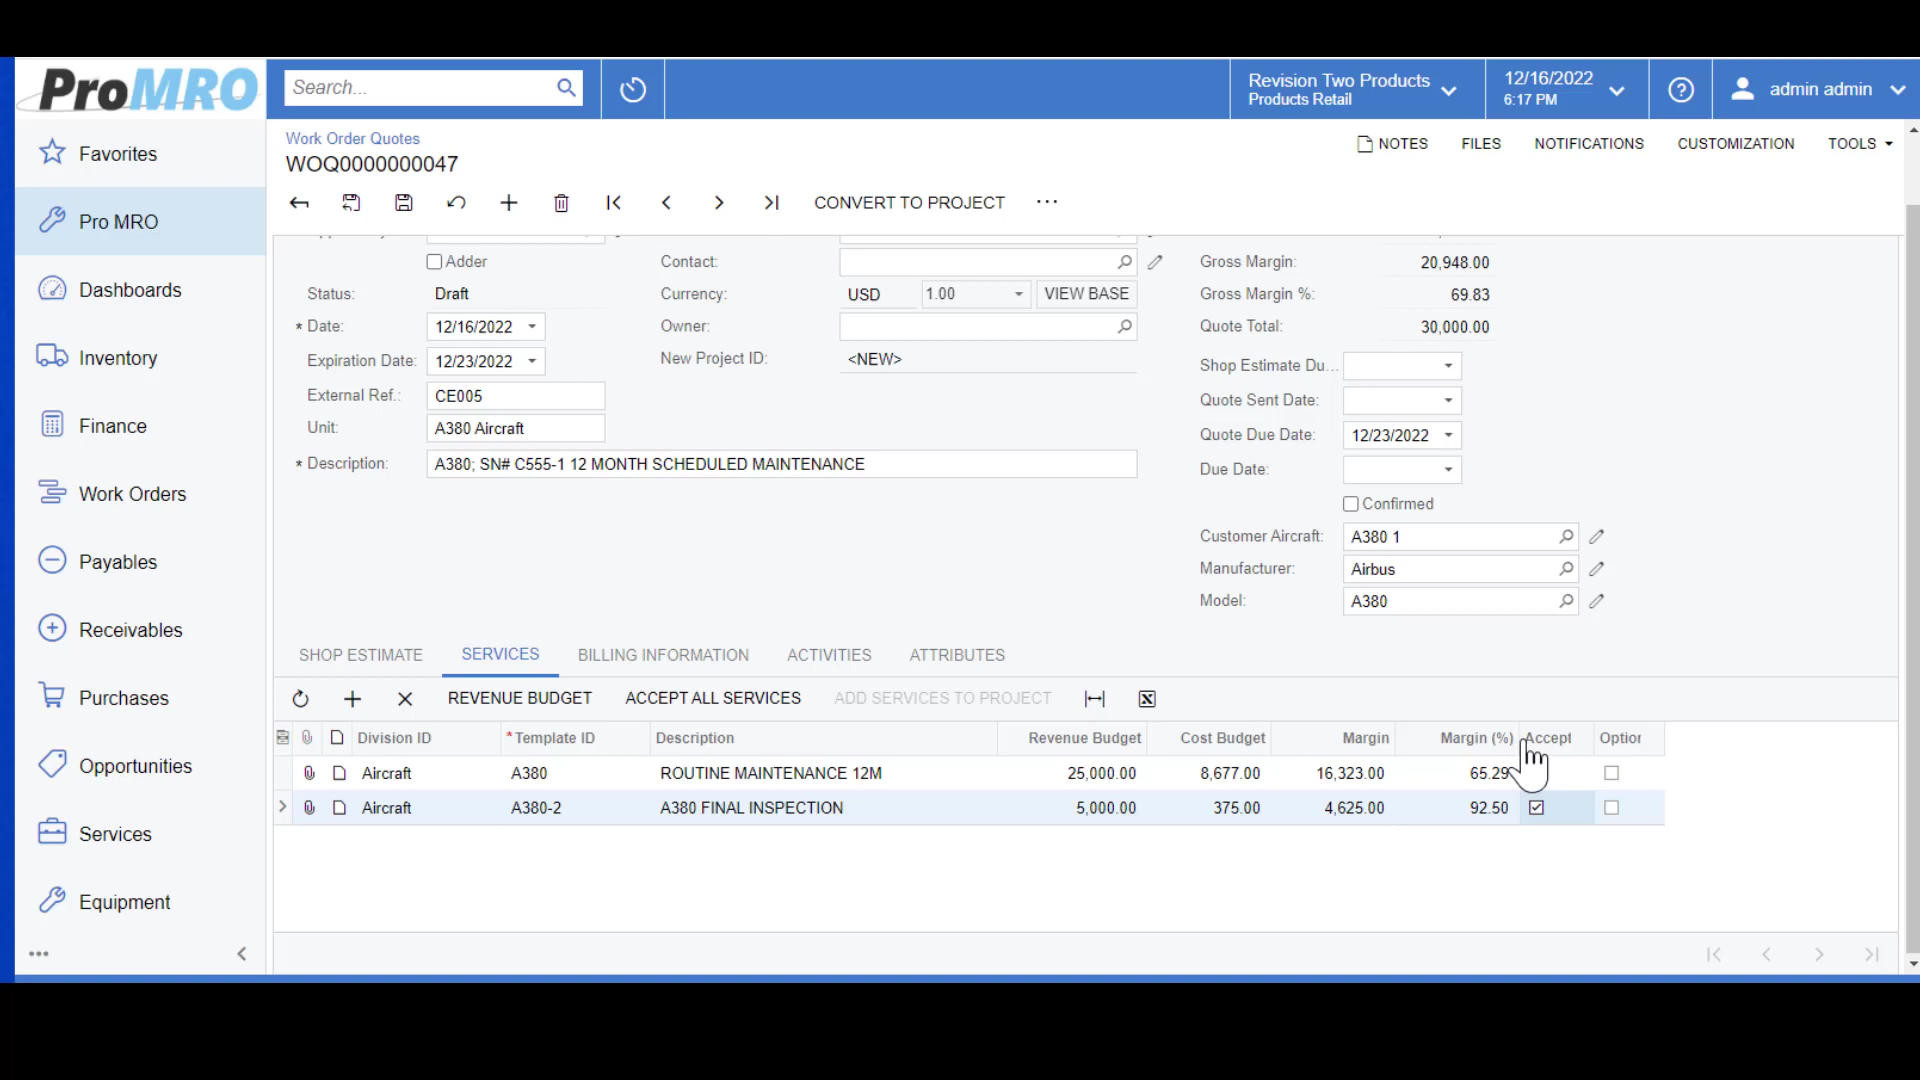 ProMRO
Search...
Revision Two Products
Products Retail
12/16/2022
6:17 PM
admin admin
Favorites
Pro MRO
Dashboards
Inventory
Finance
Work Orders
Payables
Receivables
Purchases
Opportunities
Services
Equipment
Work Order Quotes
WOQ0000000047
NOTES FILES NOTIFICATIONS CUSTOMIZATION TOOLS
CONVERT TO PROJECT
Adder
Status: Draft
* Date: 12/16/2022
Expiration Date: 12/23/2022
External Ref.: CE005
Unit: A380 Aircraft
* Description: A380; SN# C555-1 12 MONTH SCHEDULED MAINTENANCE
Contact:
Currency: USD 1.00 VIEW BASE
Owner:
New Project ID: <NEW>
Gross Margin: 20,948.00
Gross Margin %: 69.83
Quote Total: 30,000.00
Shop Estimate Du...
Quote Sent Date:
Quote Due Date: 12/23/2022
Due Date:
Confirmed
Customer Aircraft: A380 1
Manufacturer: Airbus
Model: A380
SHOP ESTIMATE SERVICES BILLING INFORMATION ACTIVITIES ATTRIBUTES
REVENUE BUDGET ACCEPT ALL SERVICES ADD SERVICES TO PROJECT
Division ID * Template ID Description Revenue Budget Cost Budget Margin Margin (%) Accept
Aircraft A380 ROUTINE MAINTENANCE 12M 25,000.00 8,677.00 16,323.00 65.29
Aircraft A380-2 A380 FINAL INSPECTION 5,000.00 375.00 4,625.00 92.50